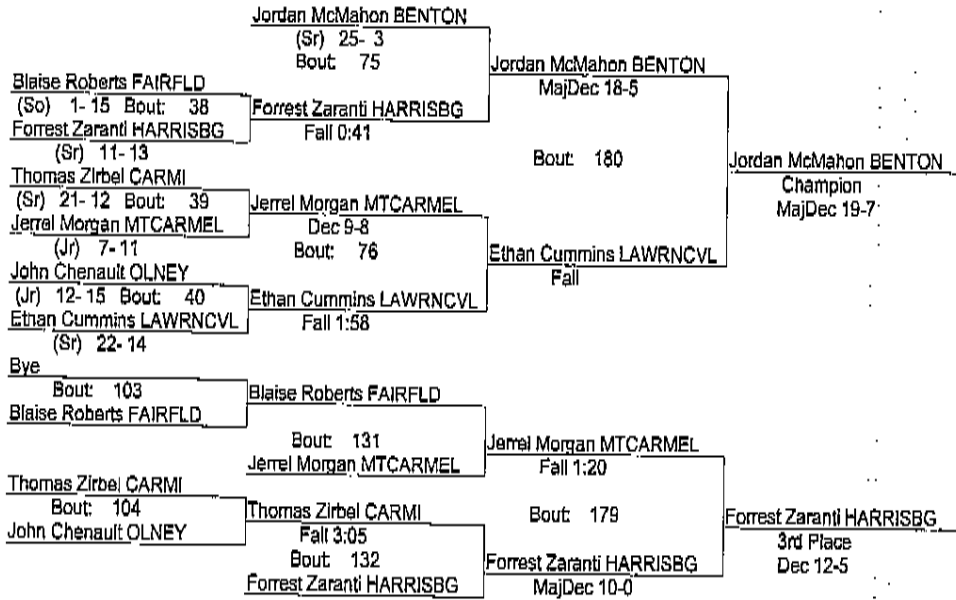 Jordan McMahon BENTON
(Sr) 25- 3
Bout: 75
Jordan McMahon BENTON
MajDec 18-5
Blaise Roberts FAIRFLD
(So) 1- 15 Bout: 38
Forrest Zaranti HARRISBG
Fall 0:41
Forrest Zaranti HARRISBG
(Sr) 11- 13
Bout: 180
Jordan McMahon BENTON
Champion
MajDec 19-7
Thomas Zirbel CARMI
(Sr) 21- 12 Bout: 39
Jerrel Morgan MTCARMEL
Dec 9-8
Jerrel Morgan MTCARMEL
(Jr) 7- 11
Bout: 76
Ethan Cummins LAWRNCVL
Fall
John Chenault OLNEY
(Jr) 12- 15 Bout: 40
Ethan Cummins LAWRNCVL
Fall 1:58
Ethan Cummins LAWRNCVL
(Sr) 22- 14
Bye
Bout: 103
Blaise Roberts FAIRFLD
Blaise Roberts FAIRFLD
Bout: 131
Jerrel Morgan MTCARMEL
Fall 1:20
Jerrel Morgan MTCARMEL
Thomas Zirbel CARMI
Bout: 104
Thomas Zirbel CARMI
Fall 3:05
John Chenault OLNEY
Bout: 179
Forrest Zaranti HARRISBG
3rd Place
Dec 12-5
Bout: 132
Forrest Zaranti HARRISBG
MajDec 10-0
Forrest Zaranti HARRISBG